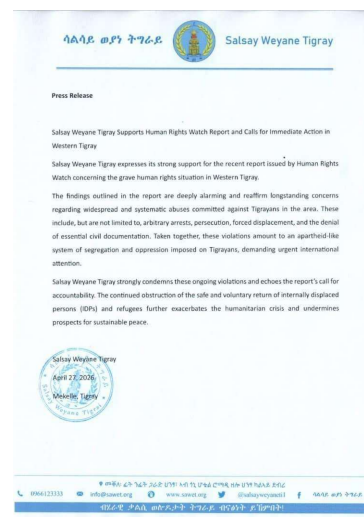 ሳልሳይ ወያነ ትግራይ
Salsay Weyane Tigray
Press Release
Salsay Weyane Tigray Supports Human Rights Watch Report and Calls for Immediate Action in
Western Tigray
Salsay Weyane Tigray expresses its strong support for the recent report issued by Human Rights
Watch concerning the grave human rights situation in Western Tigray.
The findings outlined in the report are deeply alarming and reaffirm longstanding concerns
regarding widespread and systematic abuses committed against Tigrayans in the area. These
include, but are not limited to, arbitrary arrests, persecution, forced displacement, and the denial
of essential civil documentation. Taken together, these violations amount to an apartheid-like
system of segregation and oppression imposed on Tigrayans, demanding urgent international
attention.
Salsay Weyane Tigray strongly condemns these ongoing violations and echoes the report's call for
accountability. The continued obstruction of the safe and voluntary return of internally displaced
persons (IDPs) and refugees further exacerbates the humanitarian crisis and undermines
prospects for sustainable peace.
Salsay Weyane Tigray
April 27, 2026
Mekelle, Tigray
Salsay Weyane Tigray
0966123333
info@sawet.org
www.sawet.org
@salsayweyanetil
ሳልሳይ ወያነ ትግራይ